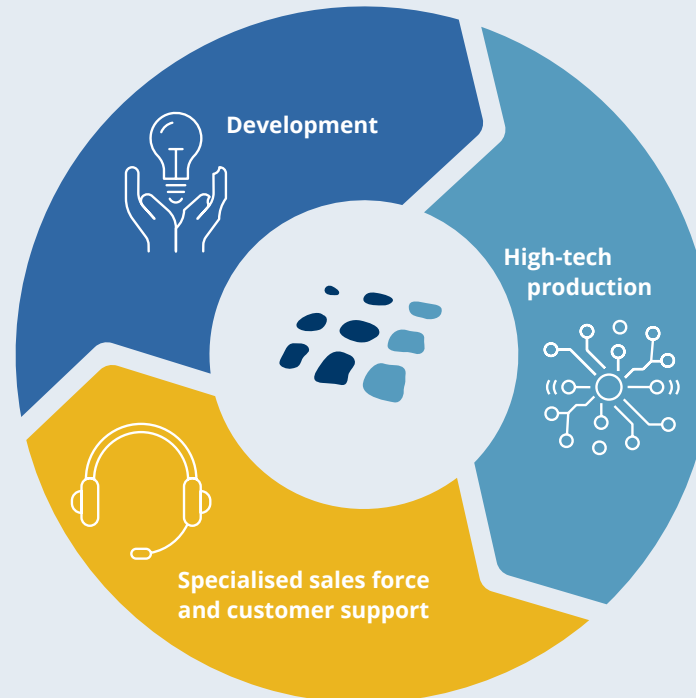 Development
High-tech
production
Specialised sales force
and customer support